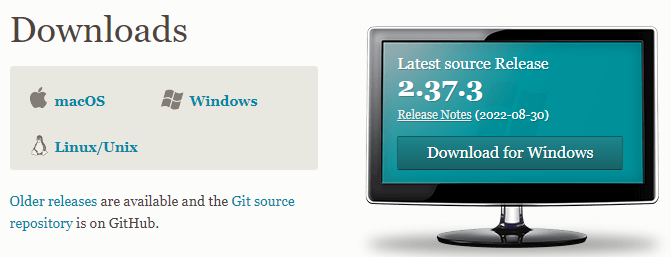 Downloads
macOS
Windows
Linux/Unix
Older releases are available and the Git source
repository is on GitHub.
Latest source Release
2.37.3
Release Notes (2022-08-30)
Download for Windows